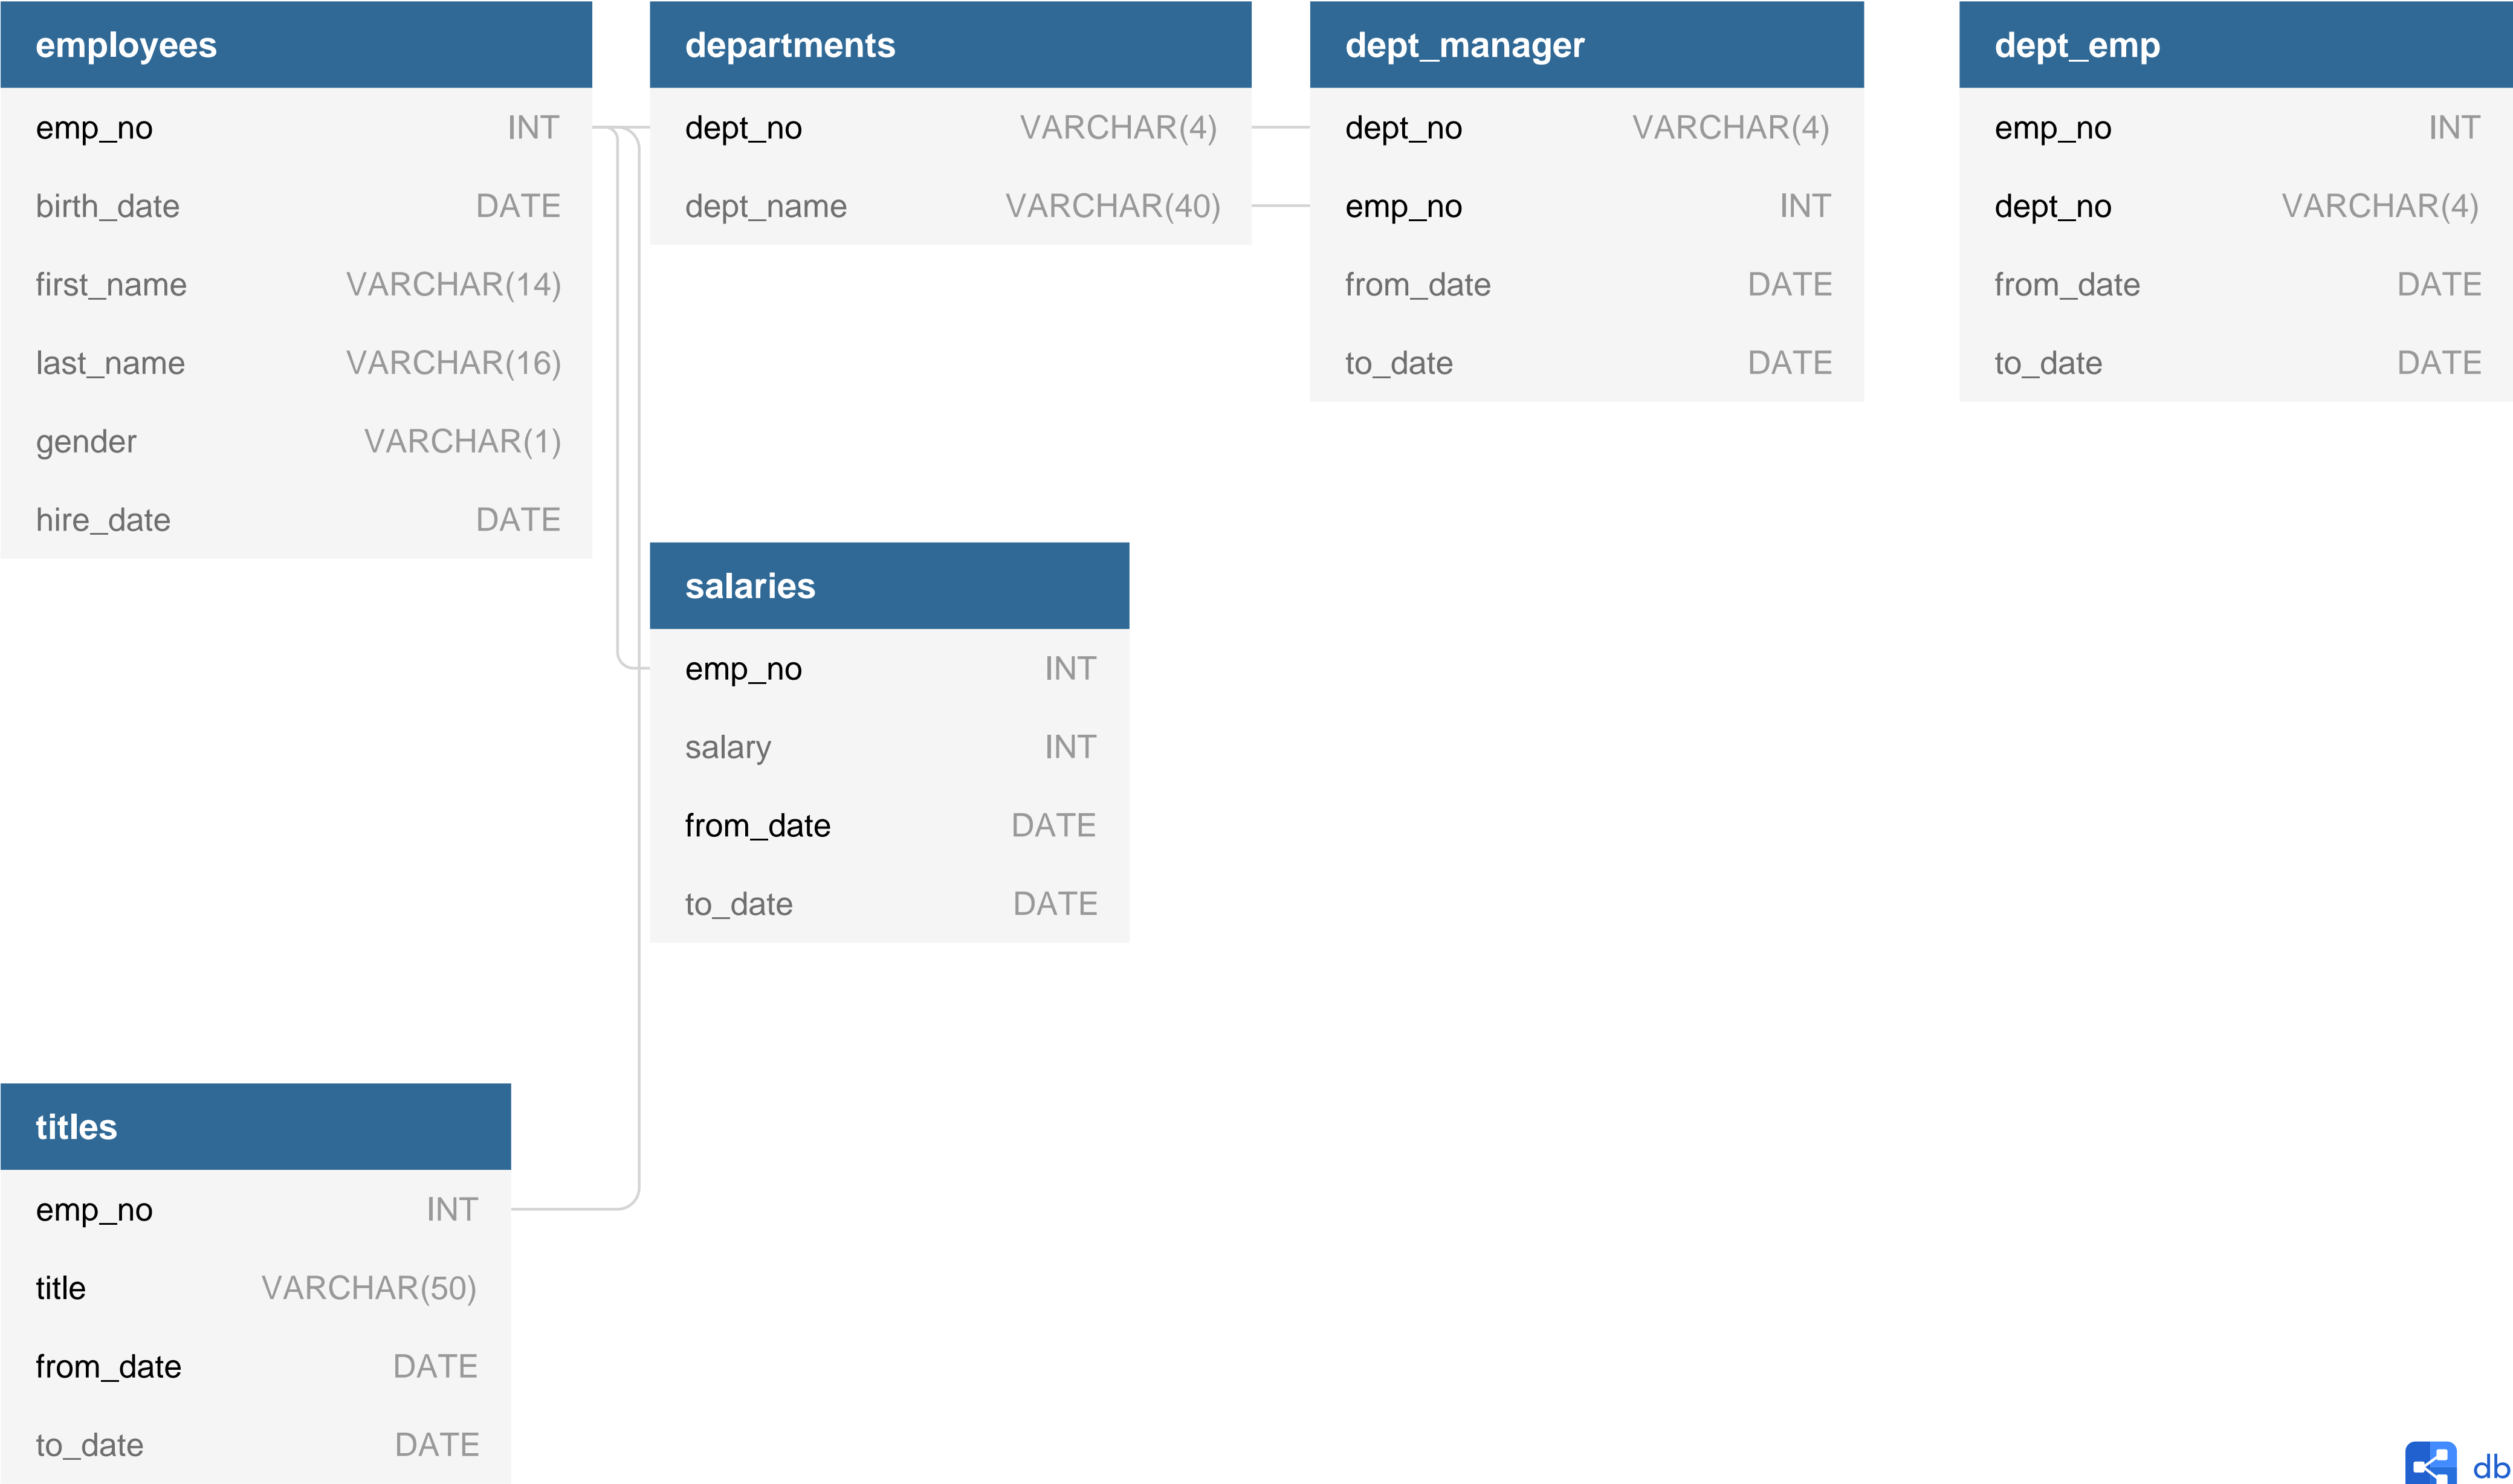 employees
emp_no INT
birth_date DATE
first_name VARCHAR(14)
last_name VARCHAR(16)
gender VARCHAR(1)
hire_date DATE
departments
dept_no VARCHAR(4)
dept_name VARCHAR(40)
dept_manager
dept_no VARCHAR(4)
emp_no INT
from_date DATE
to_date DATE
dept_emp
emp_no INT
dept_no VARCHAR(4)
from_date DATE
to_date DATE
salaries
emp_no INT
salary INT
from_date DATE
to_date DATE
titles
emp_no INT
title VARCHAR(50)
from_date DATE
to_date DATE
db